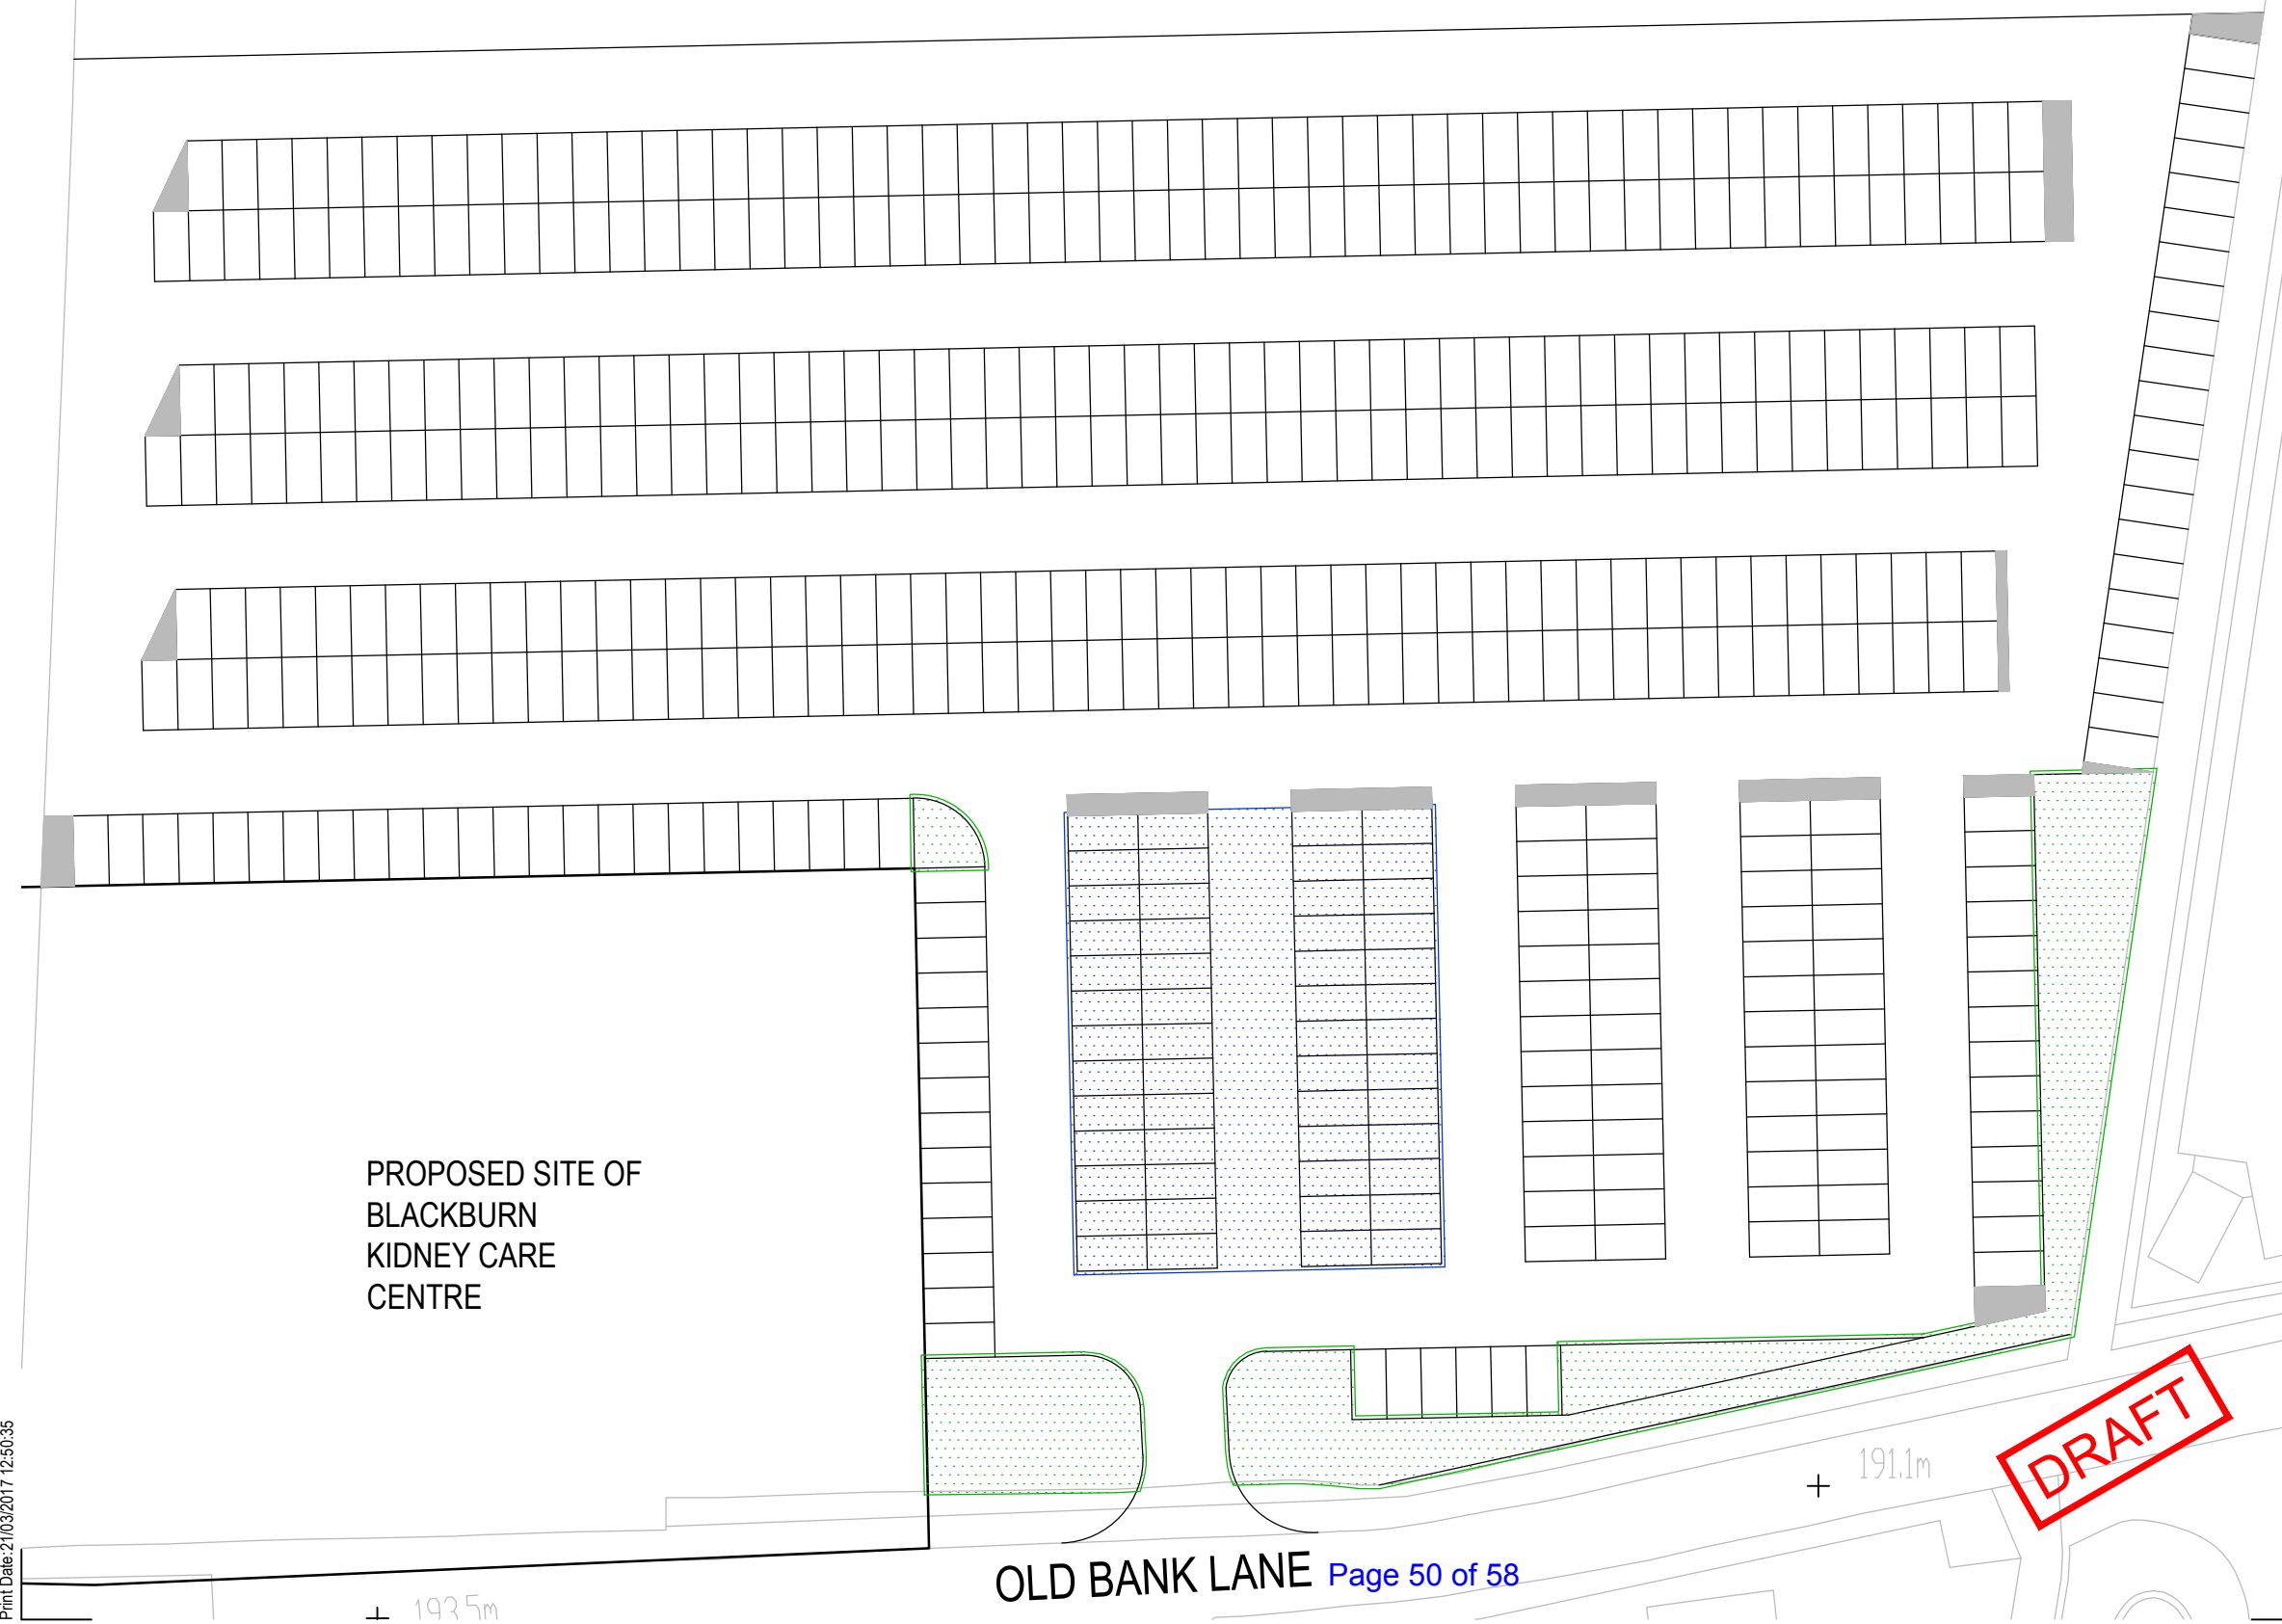 PROPOSED SITE OF
BLACKBURN
KIDNEY CARE
CENTRE
DRAFT
191.1m
OLD BANK LANE
Page 50 of 58
193.5m
Print Date:21/03/2017 12:50:35